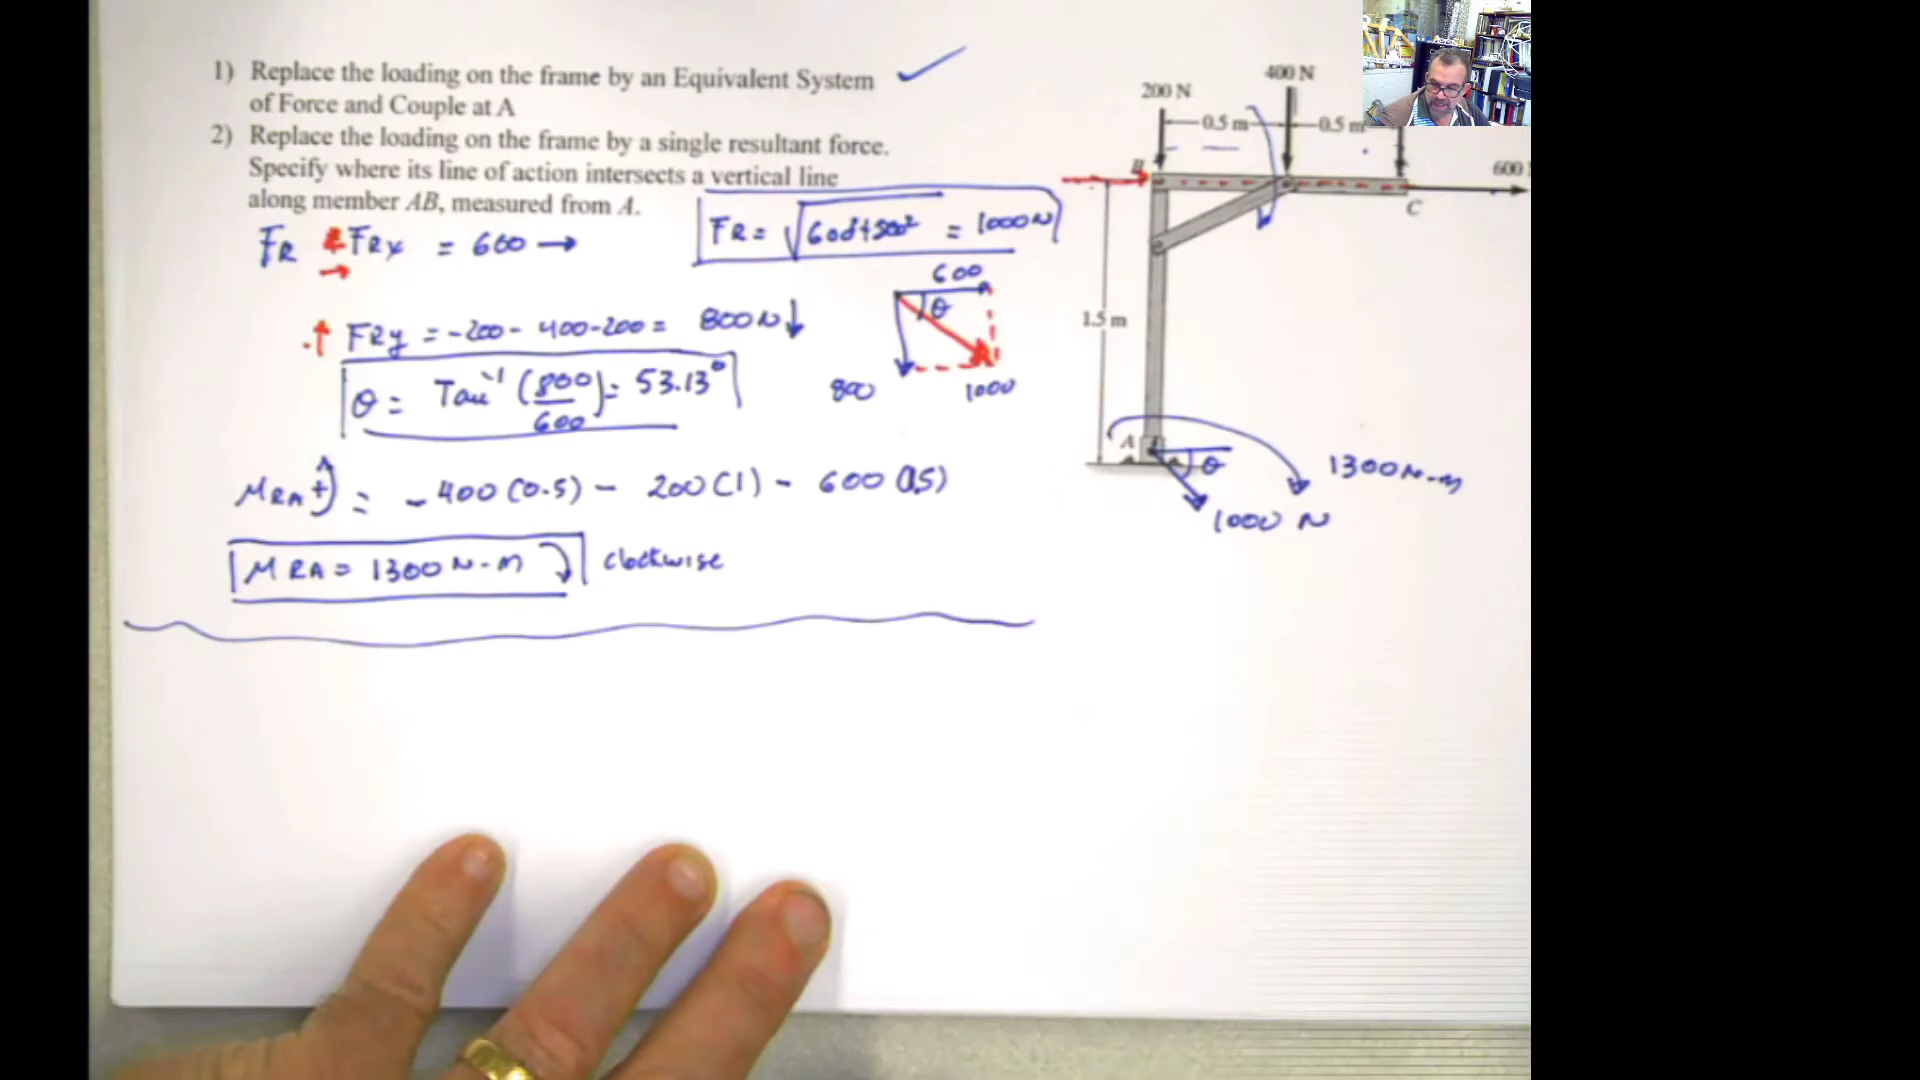 1) Replace the loading on the frame by an Equivalent System
of Force and Couple at A
2) Replace the loading on the frame by a single resultant force.
Specify where its line of action intersects a vertical line
along member AB, measured from A.
FR FRx = 600 →
FR = √600²+800² = 1000N
↑ FRy = -200 - 400 - 200 = 800N ↓
θ = Tan⁻¹ (800/600) = 53.13°
600
θ
800
1000
MRA + = -400 (0.5) - 200 (1) - 600 (1.5)
MRA = 1300 N-m clockwise
200 N
400 N
0.5 m
0.5 m
B
600
C
1.5 m
A
θ
1300 N-m
1000 N